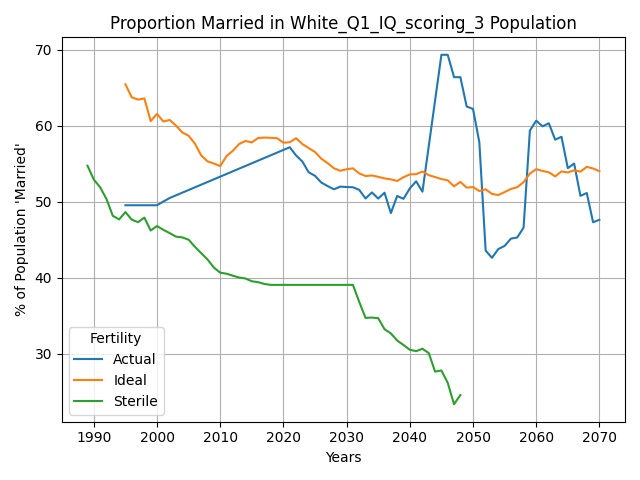 Proportion Married in White_Q1_IQ_scoring_3 Population
% of Population 'Married'
70
60
50
40
30
Fertility
Actual
Ideal
Sterile
1990 2000 2010 2020 2030 2040 2050 2060 2070
Years